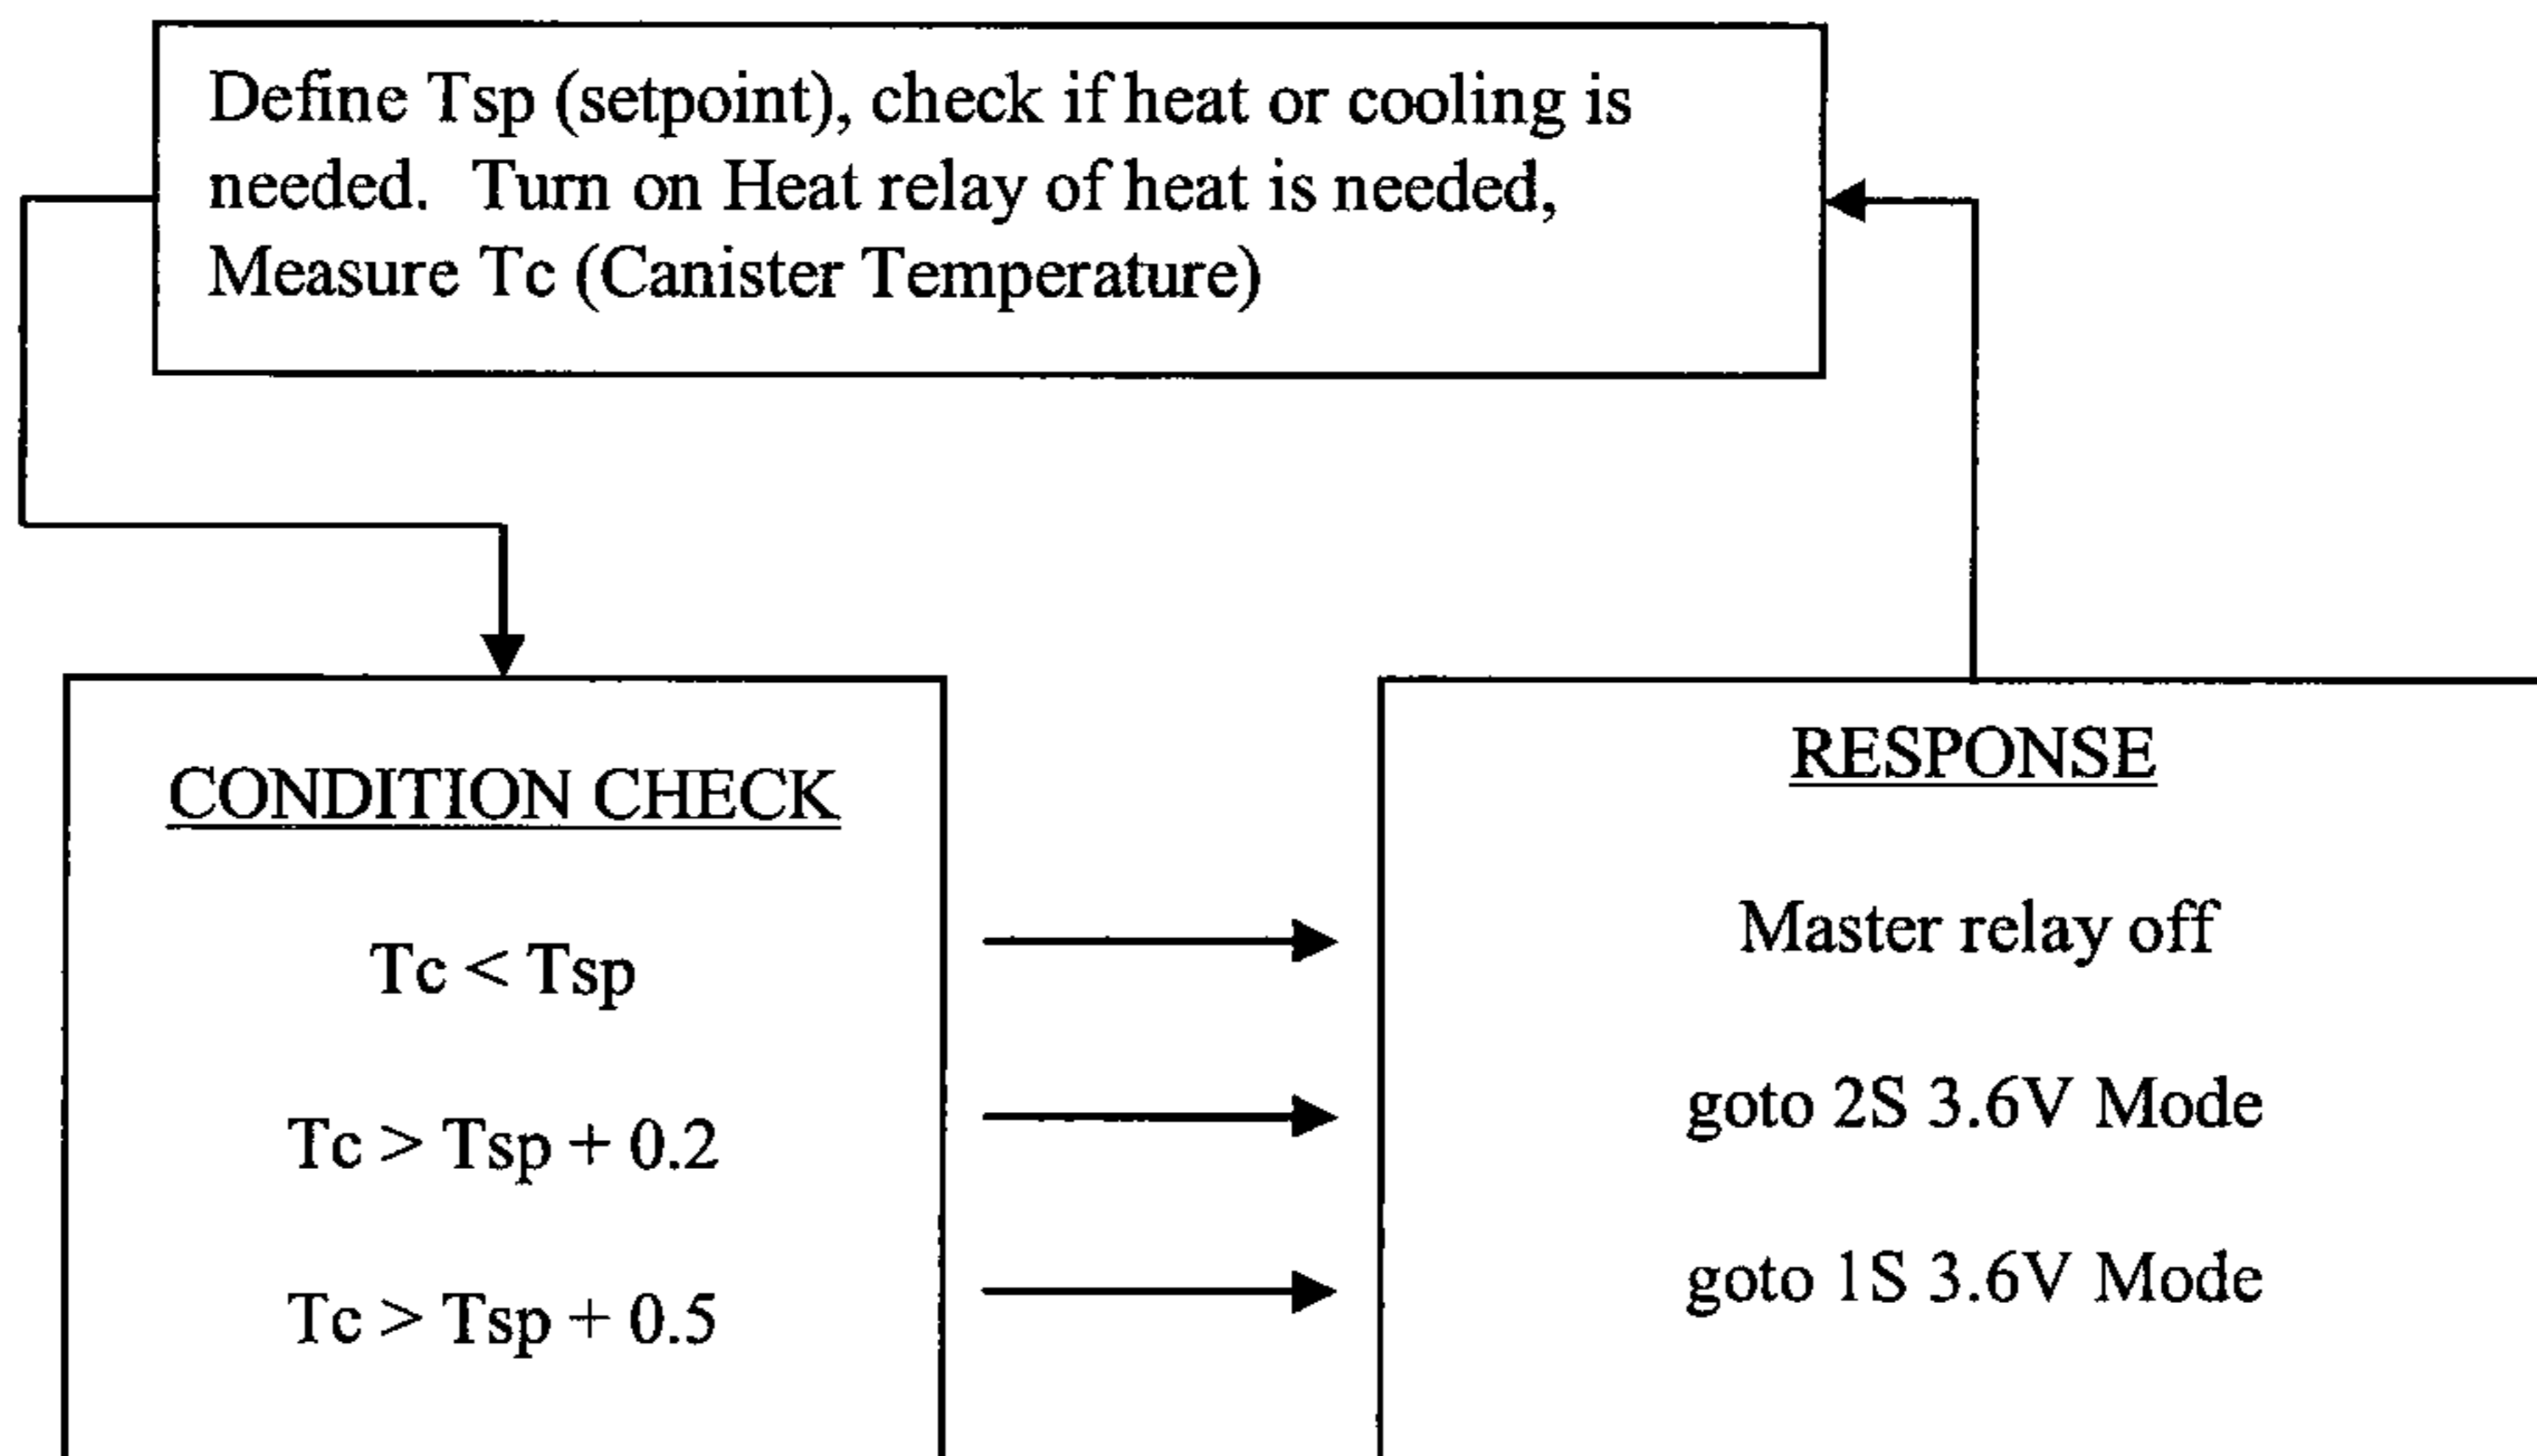 Define Tsp (setpoint), check if heat or cooling is
needed. Turn on Heat relay of heat is needed,
Measure Tc (Canister Temperature)
CONDITION CHECK
Tc < Tsp
Tc > Tsp + 0.2
Tc > Tsp + 0.5
RESPONSE
Master relay off
goto 2S 3.6V Mode
goto 1S 3.6V Mode